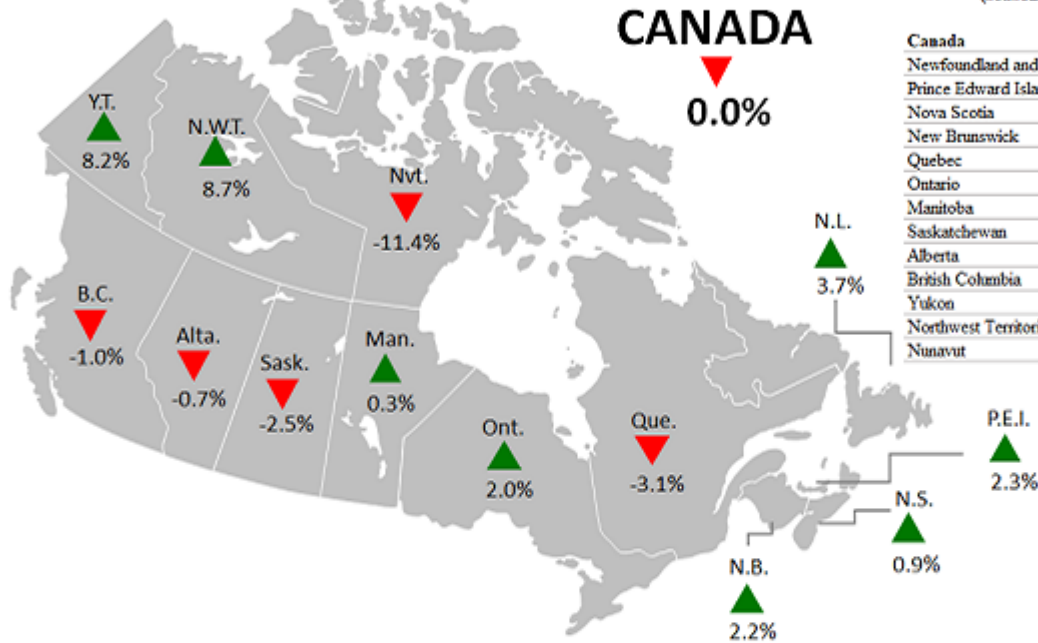 CANADA
0.0%
Y.T.
8.2%
N.W.T.
8.7%
Nvt.
-11.4%
B.C.
-1.0%
Alta.
-0.7%
Sask.
-2.5%
Man.
0.3%
Ont.
2.0%
Que.
-3.1%
N.L.
3.7%
P.E.I.
2.3%
N.S.
0.9%
N.B.
2.2%
Canada
Newfoundland and
Prince Edward Isla
Nova Scotia
New Brunswick
Quebec
Ontario
Manitoba
Saskatchewan
Alberta
British Columbia
Yukon
Northwest Territori
Nunavut